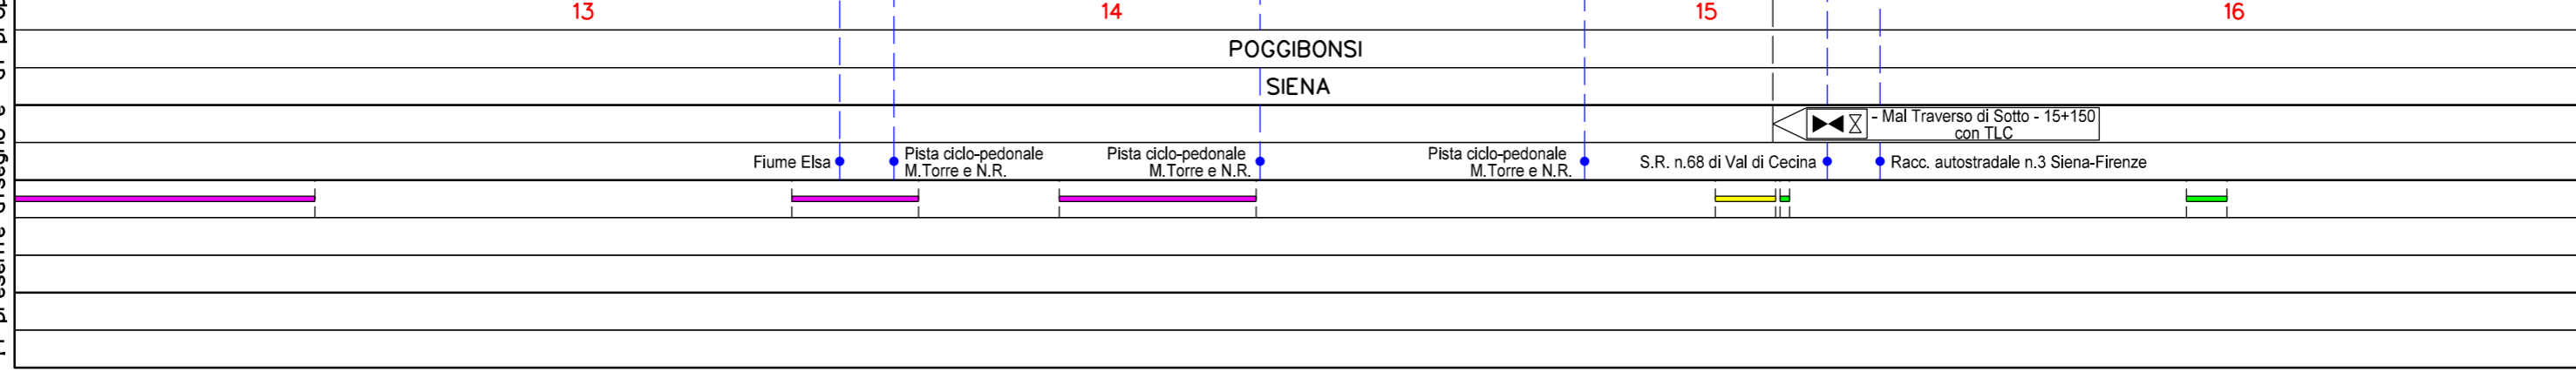 13 14 15 16
POGGIBONSI
SIENA
- Mal Traverso di Sotto - 15+150
con TLC
Fiume Elsa
Pista ciclo-pedonale
M.Torre e N.R.
Pista ciclo-pedonale
M.Torre e N.R.
Pista ciclo-pedonale
M.Torre e N.R.
S.R. n.68 di Val di Cecina
Racc. autostradale n.3 Siena-Firenze